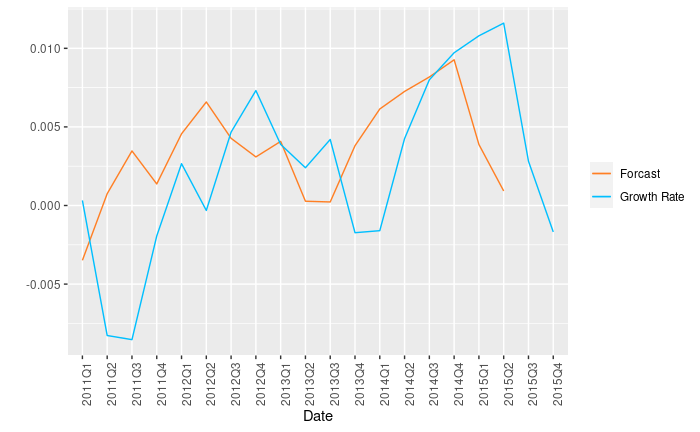 0.010
0.005
0.000
-0.005
2011Q1
2011Q2
2011Q3
2011Q4
2012Q1
2012Q2
2012Q3
2012Q4
2013Q1
2013Q2
2013Q3
2013Q4
2014Q1
2014Q2
2014Q3
2014Q4
2015Q1
2015Q2
2015Q3
2015Q4
Date
Forcast
Growth Rate